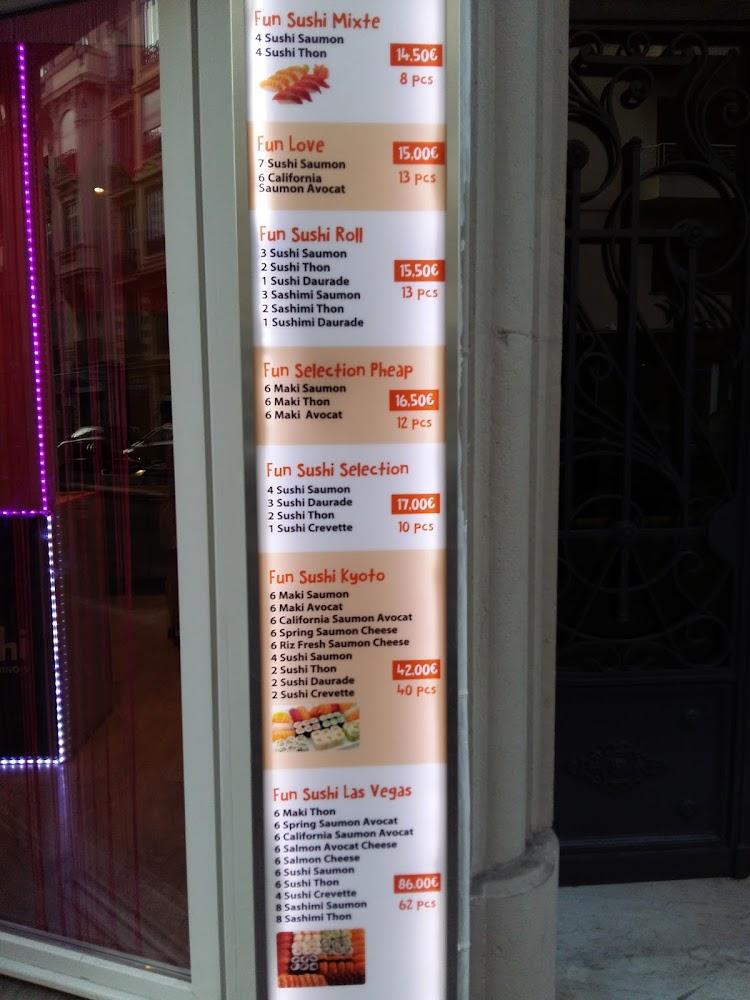 Fun Sushi Mixte
4 Sushi Saumon
4 Sushi Thon
14.50€
8 pcs
Fun Love
7 Sushi Saumon
6 California
Saumon Avocat
15.00€
13 pcs
Fun Sushi Roll
3 Sushi Saumon
2 Sushi Thon
1 Sushi Daurade
3 Sashimi Saumon
2 Sashimi Thon
1 Sushimi Daurade
15.50€
13 pcs
Fun Selection Pheap
6 Maki Saumon
6 Maki Thon
6 Maki Avocat
16.50€
12 pcs
Fun Sushi Selection
4 Sushi Saumon
3 Sushi Daurade
2 Sushi Thon
1 Sushi Crevette
17.00€
10 pcs
Fun Sushi Kyoto
6 Maki Saumon
6 Maki Avocat
6 California Saumon Avocat
6 Spring Saumon Cheese
6 Riz Fresh Saumon Cheese
4 Sushi Saumon
2 Sushi Thon
2 Sushi Daurade
2 Sushi Crevette
42.00€
40 pcs
Fun Sushi Las Vegas
6 Maki Thon
6 Spring Saumon Avocat
6 California Saumon Avocat
6 Salmon Avocat Cheese
6 Salmon Cheese
6 Sushi Saumon
6 Sushi Thon
4 Sushi Crevette
8 Sashimi Saumon
8 Sashimi Thon
86.00€
62 pcs
hi